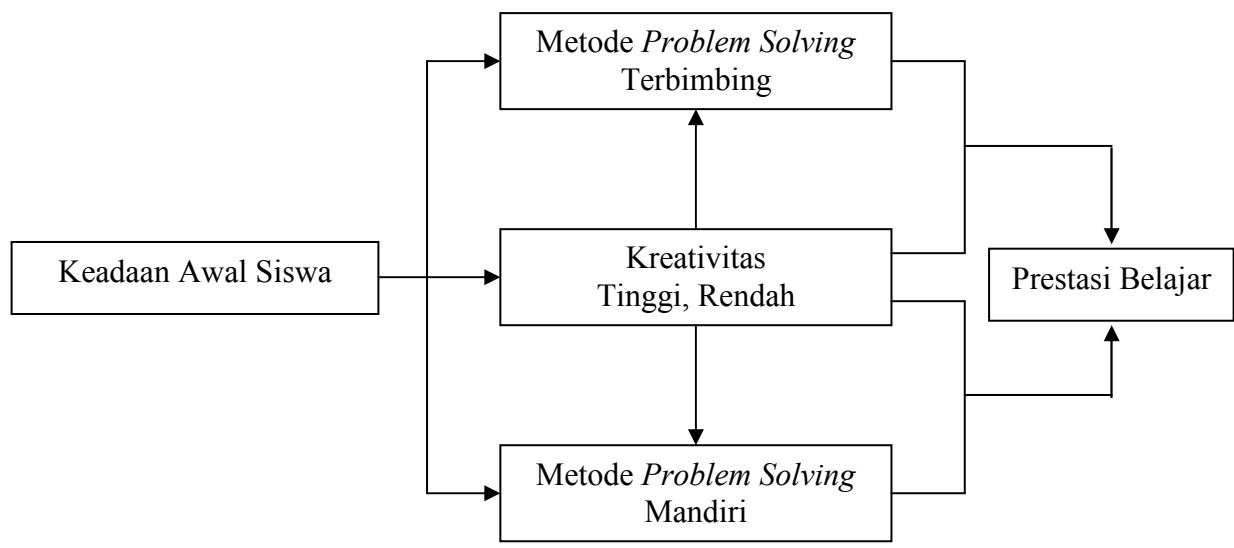 Metode Problem Solving
Terbimbing
Keadaan Awal Siswa
Kreativitas
Tinggi, Rendah
Prestasi Belajar
Metode Problem Solving
Mandiri